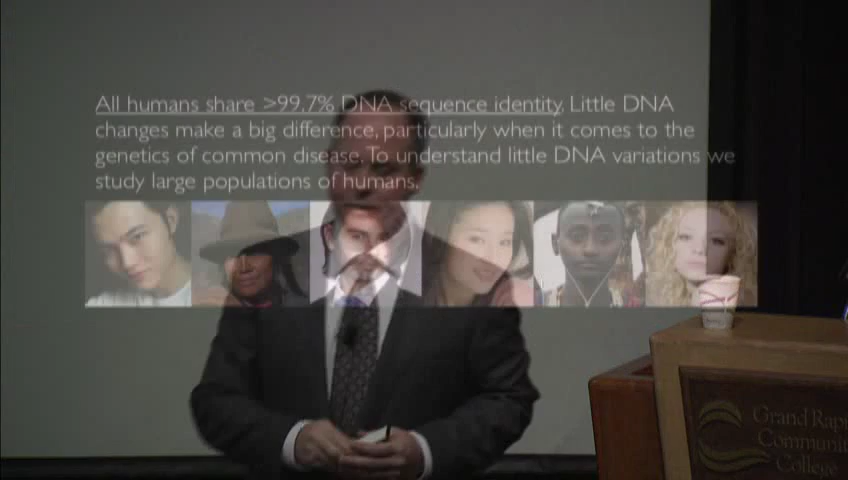 All humans share >99.7% DNA sequence identity. Little DNA
changes make a big difference, particularly when it comes to the
genetics of common disease. To understand little DNA variations we
study large populations of humans.
Grand Rapi
Community
College